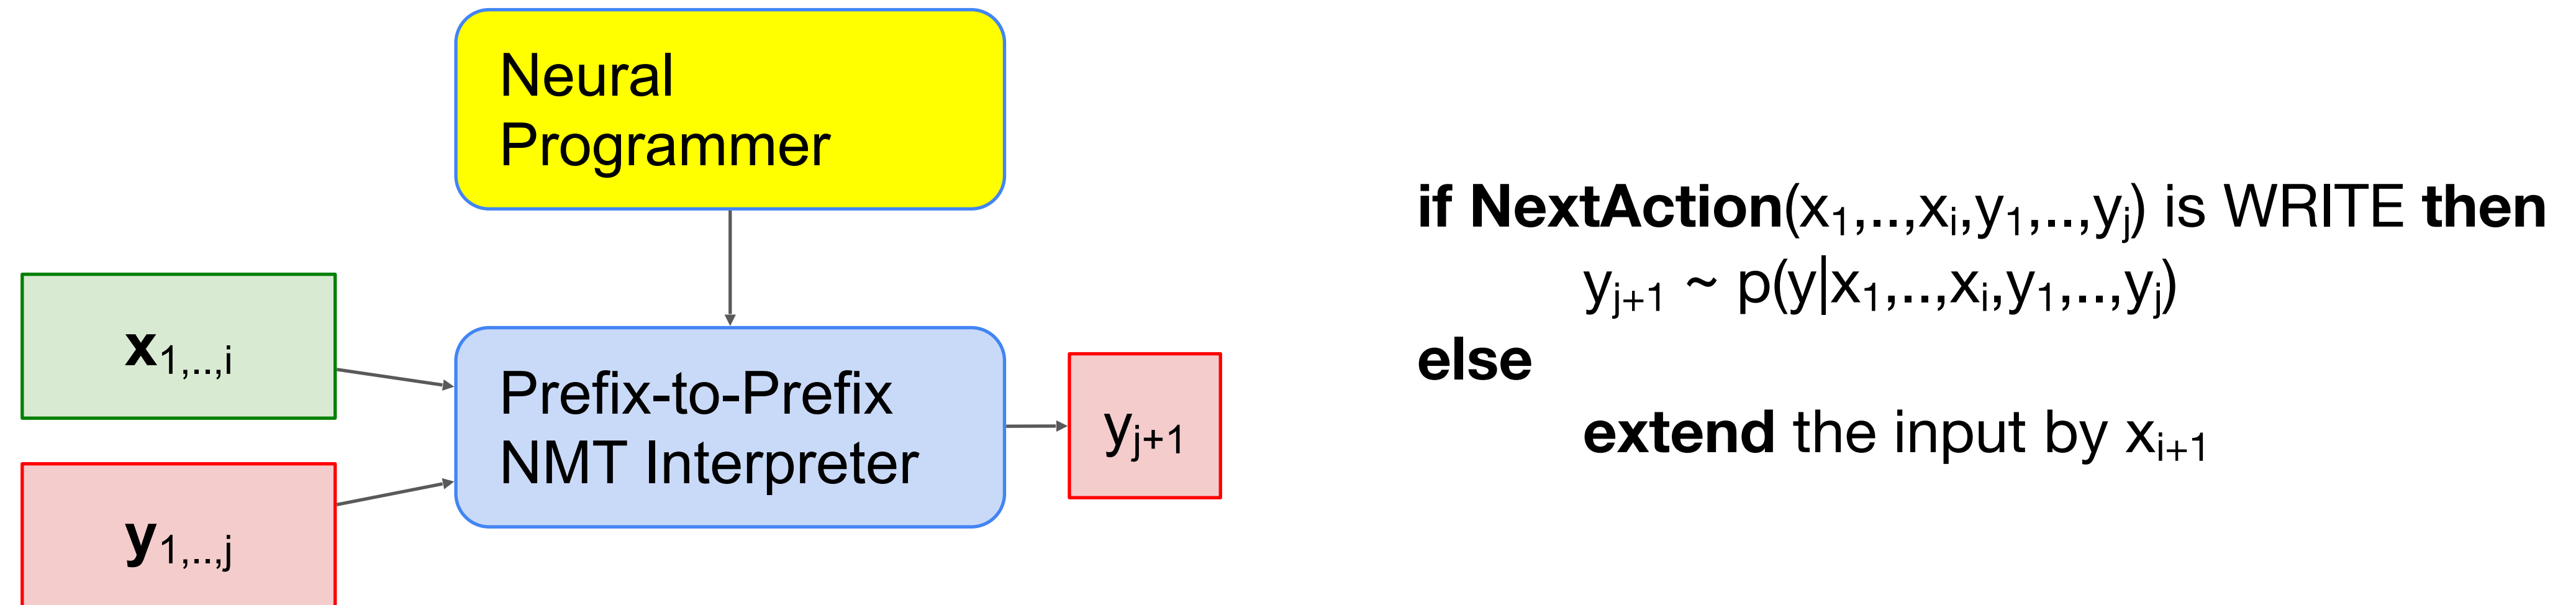 Neural
Programmer
x1,..,i
y1,..,j
Prefix-to-Prefix
NMT Interpreter
yj+1
if NextAction(x1,..,xi,y1,..,yj) is WRITE then
yj+1 ~ p(y|x1,..,xi,y1,..,yj)
else
extend the input by xi+1